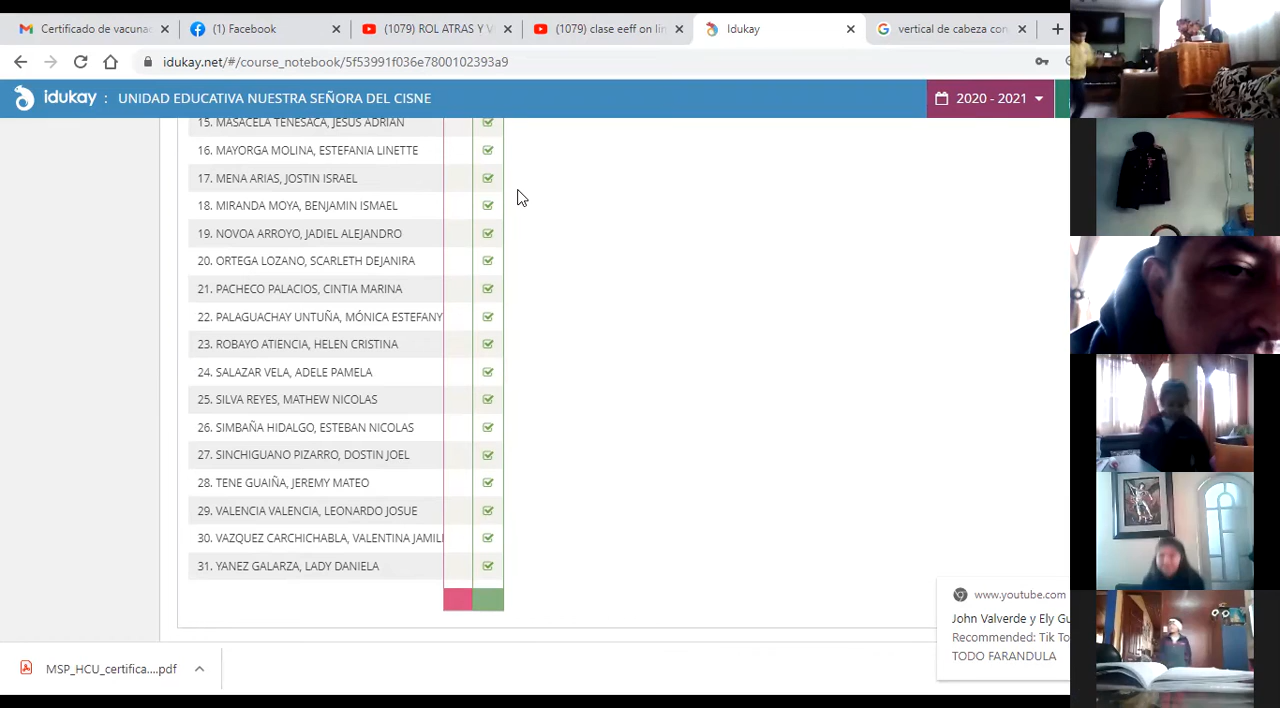 Certificado de vacuna
(1) Facebook
(1079) ROL ATRAS Y V
(1079) clase eeff on lin
Idukay
vertical de cabeza con
idukay : UNIDAD EDUCATIVA NUESTRA SEÑORA DEL CISNE
2020 - 2021
15. MASACELA TENESACA, JESUS ADRIAN
16. MAYORGA MOLINA, ESTEFANIA LINETTE
17. MENA ARIAS, JOSTIN ISRAEL
18. MIRANDA MOYA, BENJAMIN ISMAEL
19. NOVOA ARROYO, JADIEL ALEJANDRO
20. ORTEGA LOZANO, SCARLETH DEJANIRA
21. PACHECO PALACIOS, CINTIA MARINA
22. PALAGUACHAY UNTUÑA, MÓNICA ESTEFANY
23. ROBAYO ATIENCIA, HELEN CRISTINA
24. SALAZAR VELA, ADELE PAMELA
25. SILVA REYES, MATHEW NICOLAS
26. SIMBAÑA HIDALGO, ESTEBAN NICOLAS
27. SINCHIGUANO PIZARRO, DOSTIN JOEL
28. TENE GUAIÑA, JEREMY MATEO
29. VALENCIA VALENCIA, LEONARDO JOSUE
30. VAZQUEZ CARCHICHABLA, VALENTINA JAMIL
31. YANEZ GALARZA, LADY DANIELA
www.youtube.com
John Valverde y Ely Gu
Recommended: Tik To
TODO FARANDULA
MSP_HCU_certifica....pdf